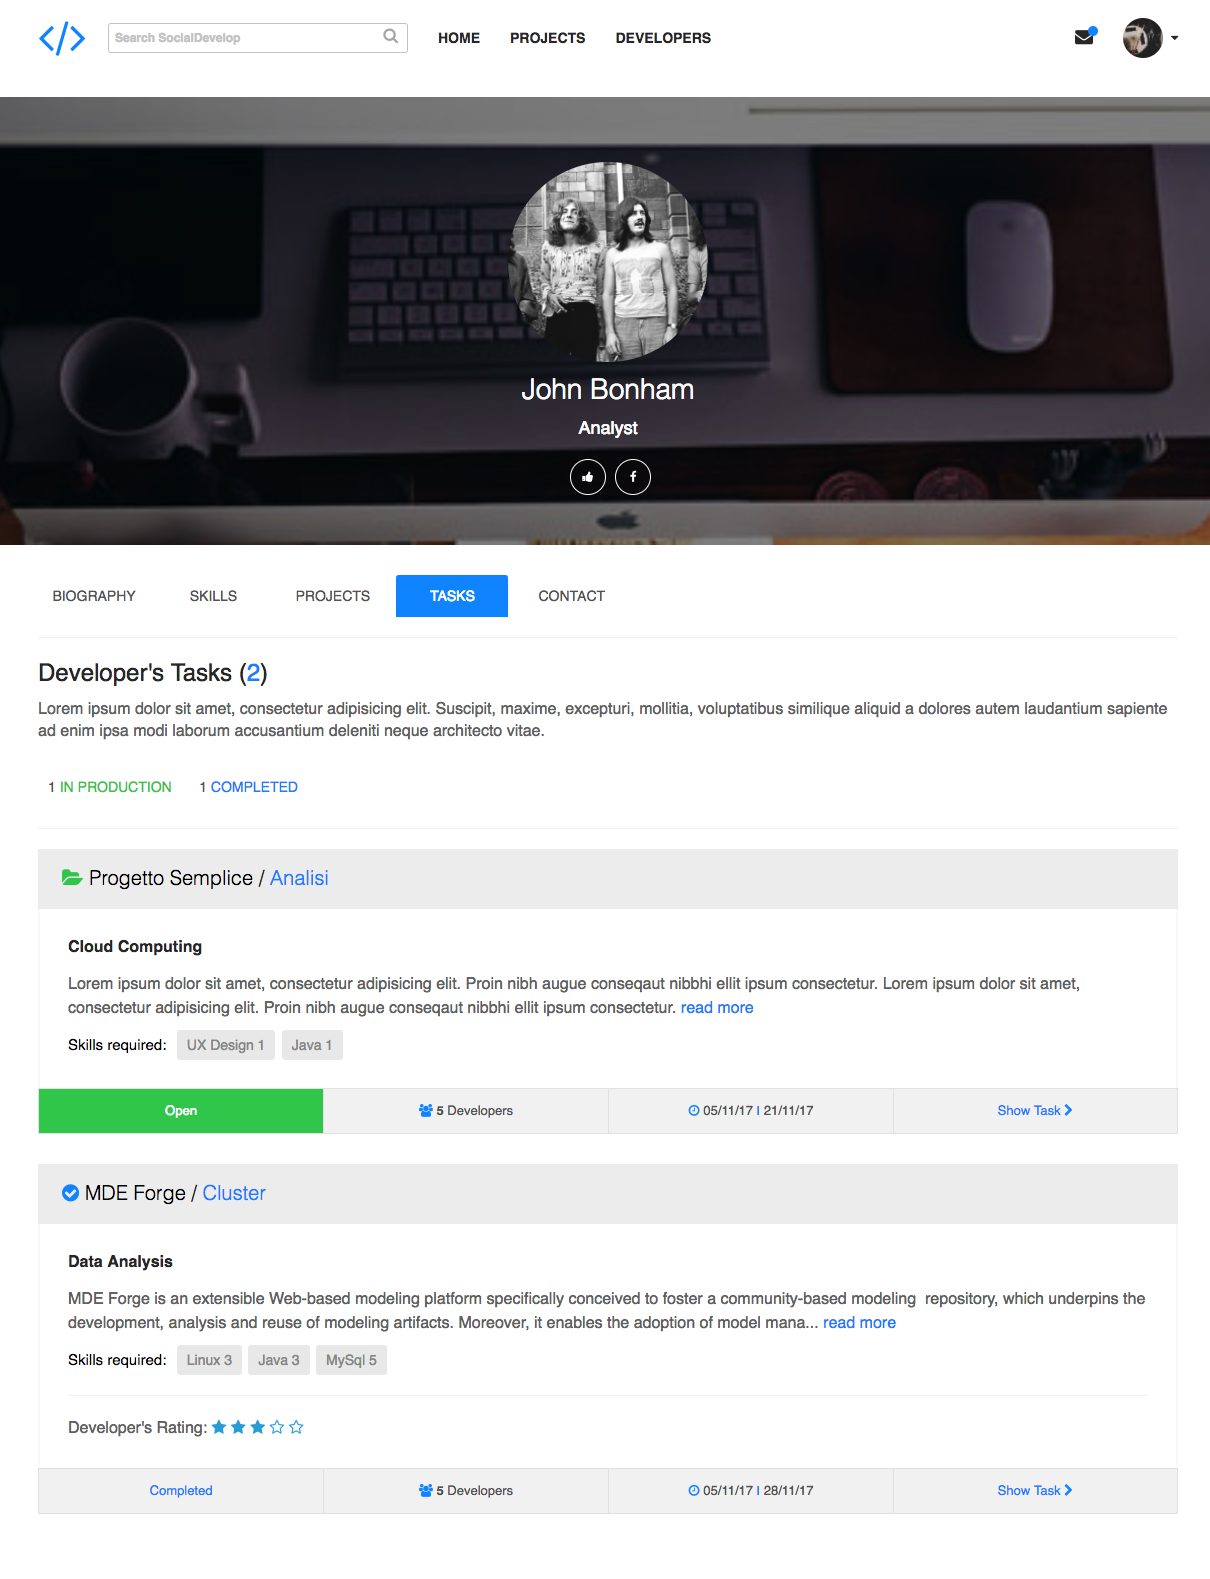 Search SocialDevelop
HOME PROJECTS DEVELOPERS
John Bonham
Analyst
BIOGRAPHY SKILLS PROJECTS TASKS CONTACT
Developer's Tasks (2)
Lorem ipsum dolor sit amet, consectetur adipisicing elit. Suscipit, maxime, excepturi, mollitia, voluptatibus similique aliquid a dolores autem laudantium sapiente
ad enim ipsa modi laborum accusantium deleniti neque architecto vitae.
1 IN PRODUCTION 1 COMPLETED
Progetto Semplice / Analisi
Cloud Computing
Lorem ipsum dolor sit amet, consectetur adipisicing elit. Proin nibh augue conseqaut nibbhi ellit ipsum consectetur. Lorem ipsum dolor sit amet,
consectetur adipisicing elit. Proin nibh augue conseqaut nibbhi ellit ipsum consectetur. read more
Skills required: UX Design 1 Java 1
Open 5 Developers 05/11/17 | 21/11/17 Show Task
MDE Forge / Cluster
Data Analysis
MDE Forge is an extensible Web-based modeling platform specifically conceived to foster a community-based modeling repository, which underpins the
development, analysis and reuse of modeling artifacts. Moreover, it enables the adoption of model mana... read more
Skills required: Linux 3 Java 3 MySql 5
Developer's Rating:
Completed 5 Developers 05/11/17 | 28/11/17 Show Task